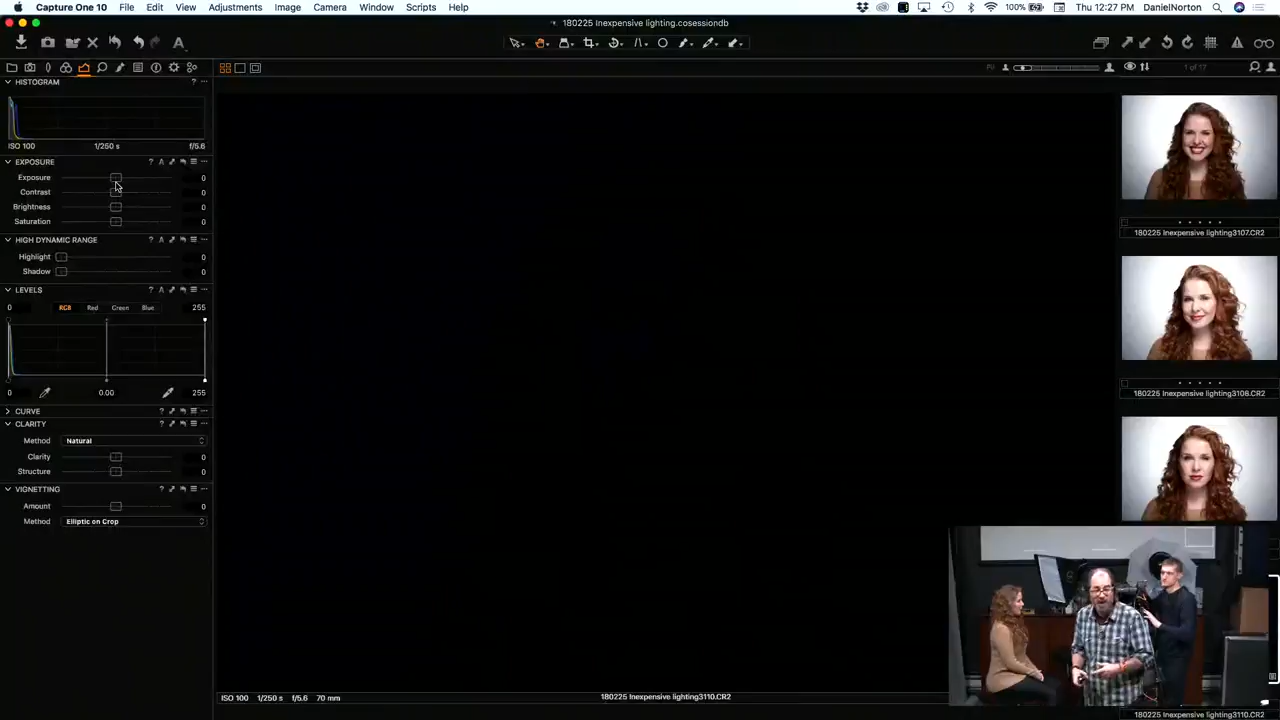 Capture One 10 File Edit View Adjustments Image Camera Window Scripts Help 100% Thu 12:27 PM DanielNorton
180225 Inexpensive lighting.cosessiondb
1 of 17
HISTOGRAM ? ...
ISO 100 1/250 s f/5.6
EXPOSURE ? A ...
Exposure 0
Contrast 0
Brightness 0
Saturation 0
HIGH DYNAMIC RANGE ? A ...
Highlight 0
Shadow 0
LEVELS ? A ...
0 RGB Red Green Blue 255
0 0.00 255
CURVE ? ...
CLARITY ? ...
Method Natural
Clarity 0
Structure 0
VIGNETTING ? ...
Amount 0
Method Elliptic on Crop
180225 Inexpensive lighting3107.CR2
180225 Inexpensive lighting3108.CR2
ISO 100 1/250 s f/5.6 70 mm
180225 Inexpensive lighting3110.CR2
180225 Inexpensive lighting3110.CR2